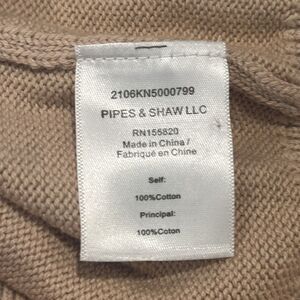 2106KN5000799
PIPES & SHAW LLC
RN155820
Made in China /
Fabriqué en Chine
Self:
100%Cotton
Principal:
100%Coton